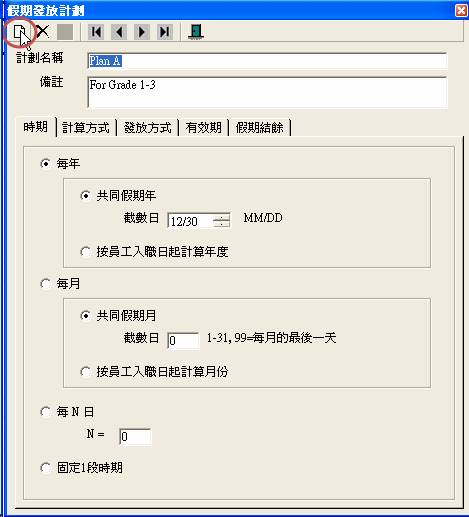 假期發放計劃
計劃名稱 Plan A
備註 For Grade 1-3
時期 計算方式 發放方式 有效期 假期結餘
每年
共同假期年
截數日 12/30 MM/DD
按員工入職日起計算年度
每月
共同假期月
截數日 0 1-31, 99=每月的最後一天
按員工入職日起計算月份
每 N 日
N = 0
固定1段時期